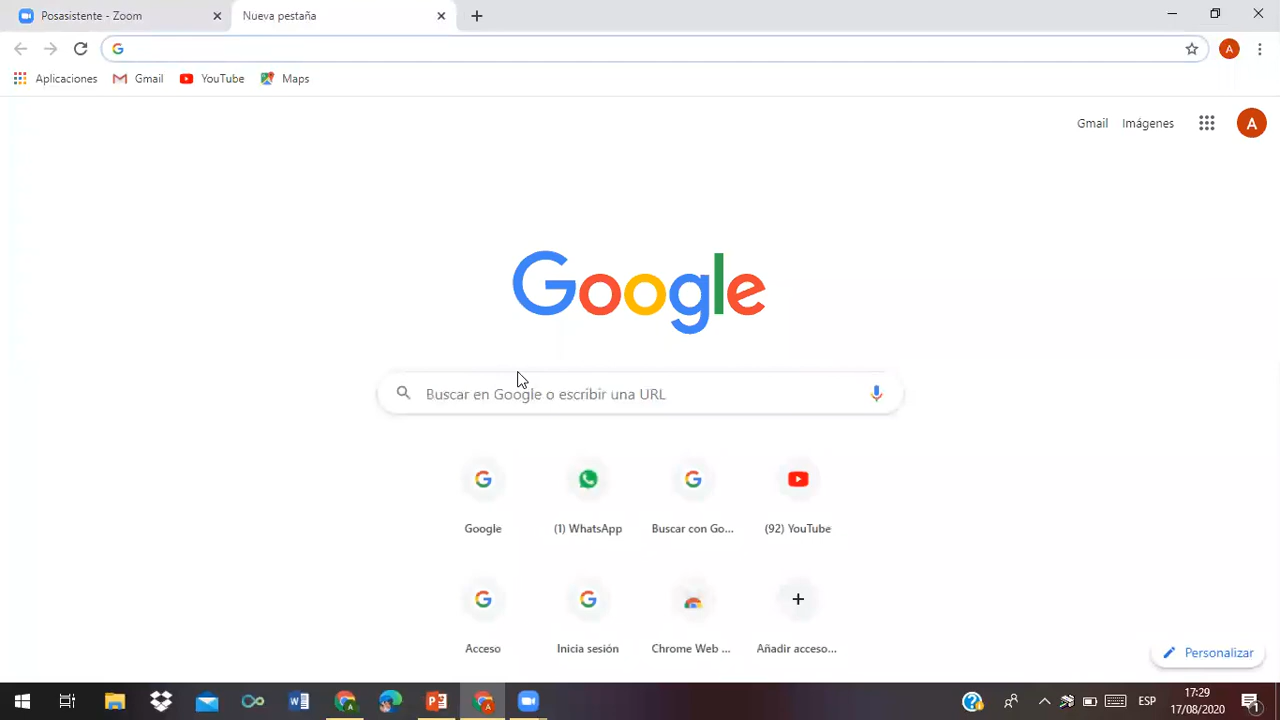 Posasistente - Zoom
Nueva pestaña
Aplicaciones
Gmail
YouTube
Maps
A
Gmail
Imágenes
A
Google
Buscar en Google o escribir una URL
Google
(1) WhatsApp
Buscar con Go...
(92) YouTube
Acceso
Inicia sesión
Chrome Web ...
Añadir acceso...
Personalizar
ESP
17:29
17/08/2020